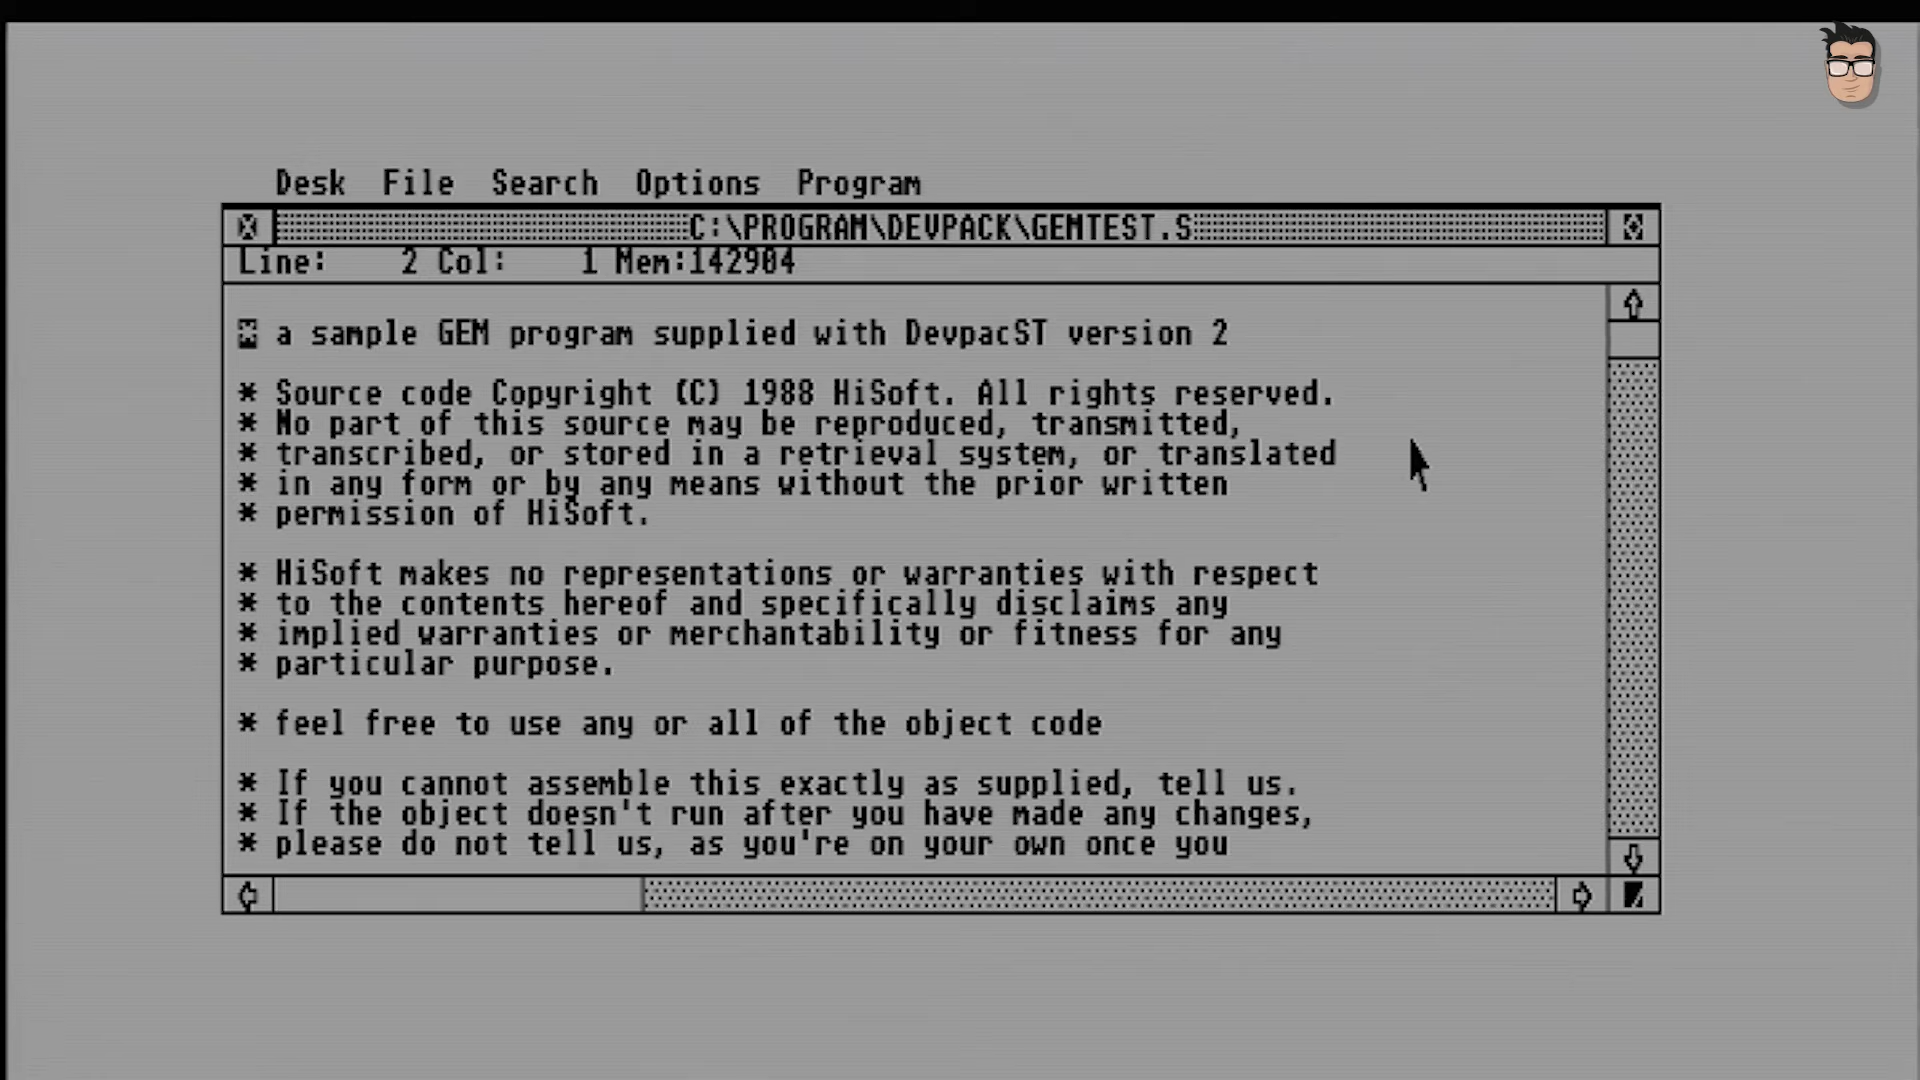 Desk File Search Options Program
C:\PROGRAM\DEVPACK\GEMTEST.S
Line: 2 Col: 1 Mem:142904
* a sample GEM program supplied with DevpacST version 2
* Source code Copyright (C) 1988 HiSoft. All rights reserved.
* No part of this source may be reproduced, transmitted,
* transcribed, or stored in a retrieval system, or translated
* in any form or by any means without the prior written
* permission of HiSoft.
* HiSoft makes no representations or warranties with respect
* to the contents hereof and specifically disclaims any
* implied warranties or merchantability or fitness for any
* particular purpose.
* feel free to use any or all of the object code
* If you cannot assemble this exactly as supplied, tell us.
* If the object doesn't run after you have made any changes,
* please do not tell us, as you're on your own once you